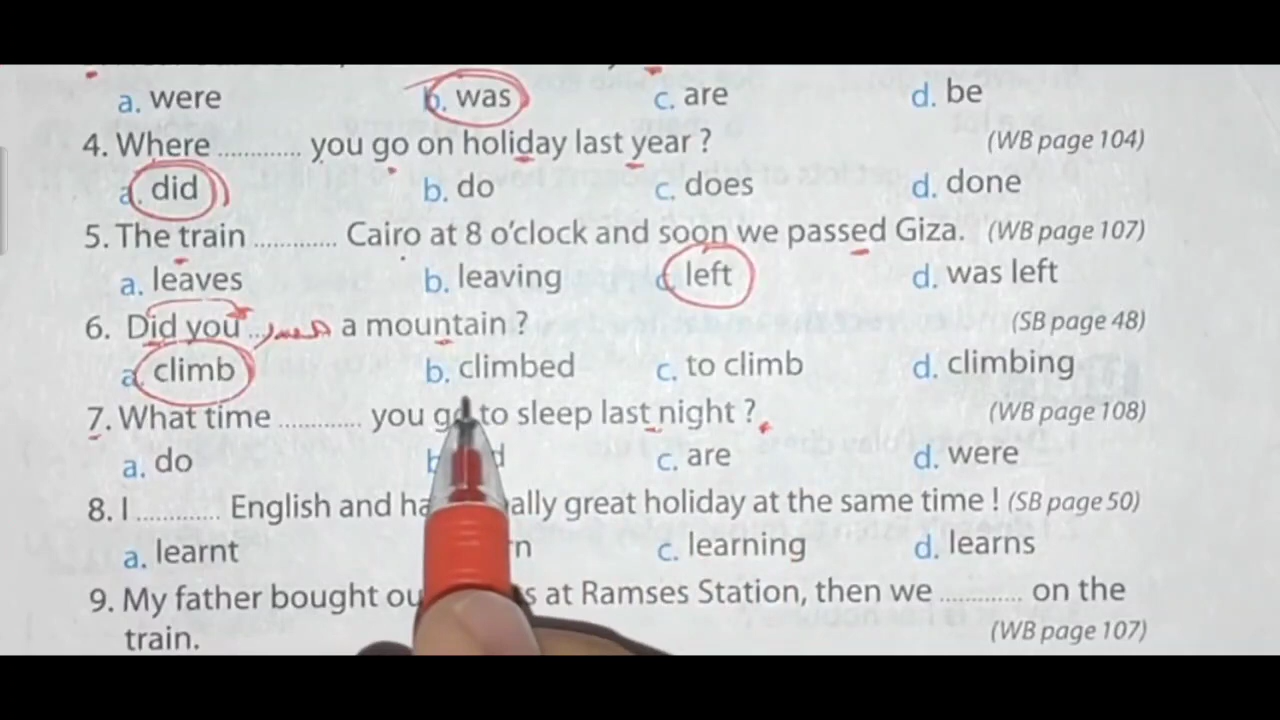 a. were b. was c. are d. be
4. Where ............ you go on holiday last year ? (WB page 104)
a. did b. do c. does d. done
5. The train ............ Cairo at 8 o'clock and soon we passed Giza. (WB page 107)
a. leaves b. leaving c. left d. was left
6. Did you ... a mountain ? (SB page 48)
a. climb b. climbed c. to climb d. climbing
7. What time ............ you go to sleep last night ? (WB page 108)
a. do c. are d. were
8. I ............ English and ally great holiday at the same time ! (SB page 50)
a. learnt c. learning d. learns
9. My father bought at Ramses Station, then we ............ on the
train. (WB page 107)